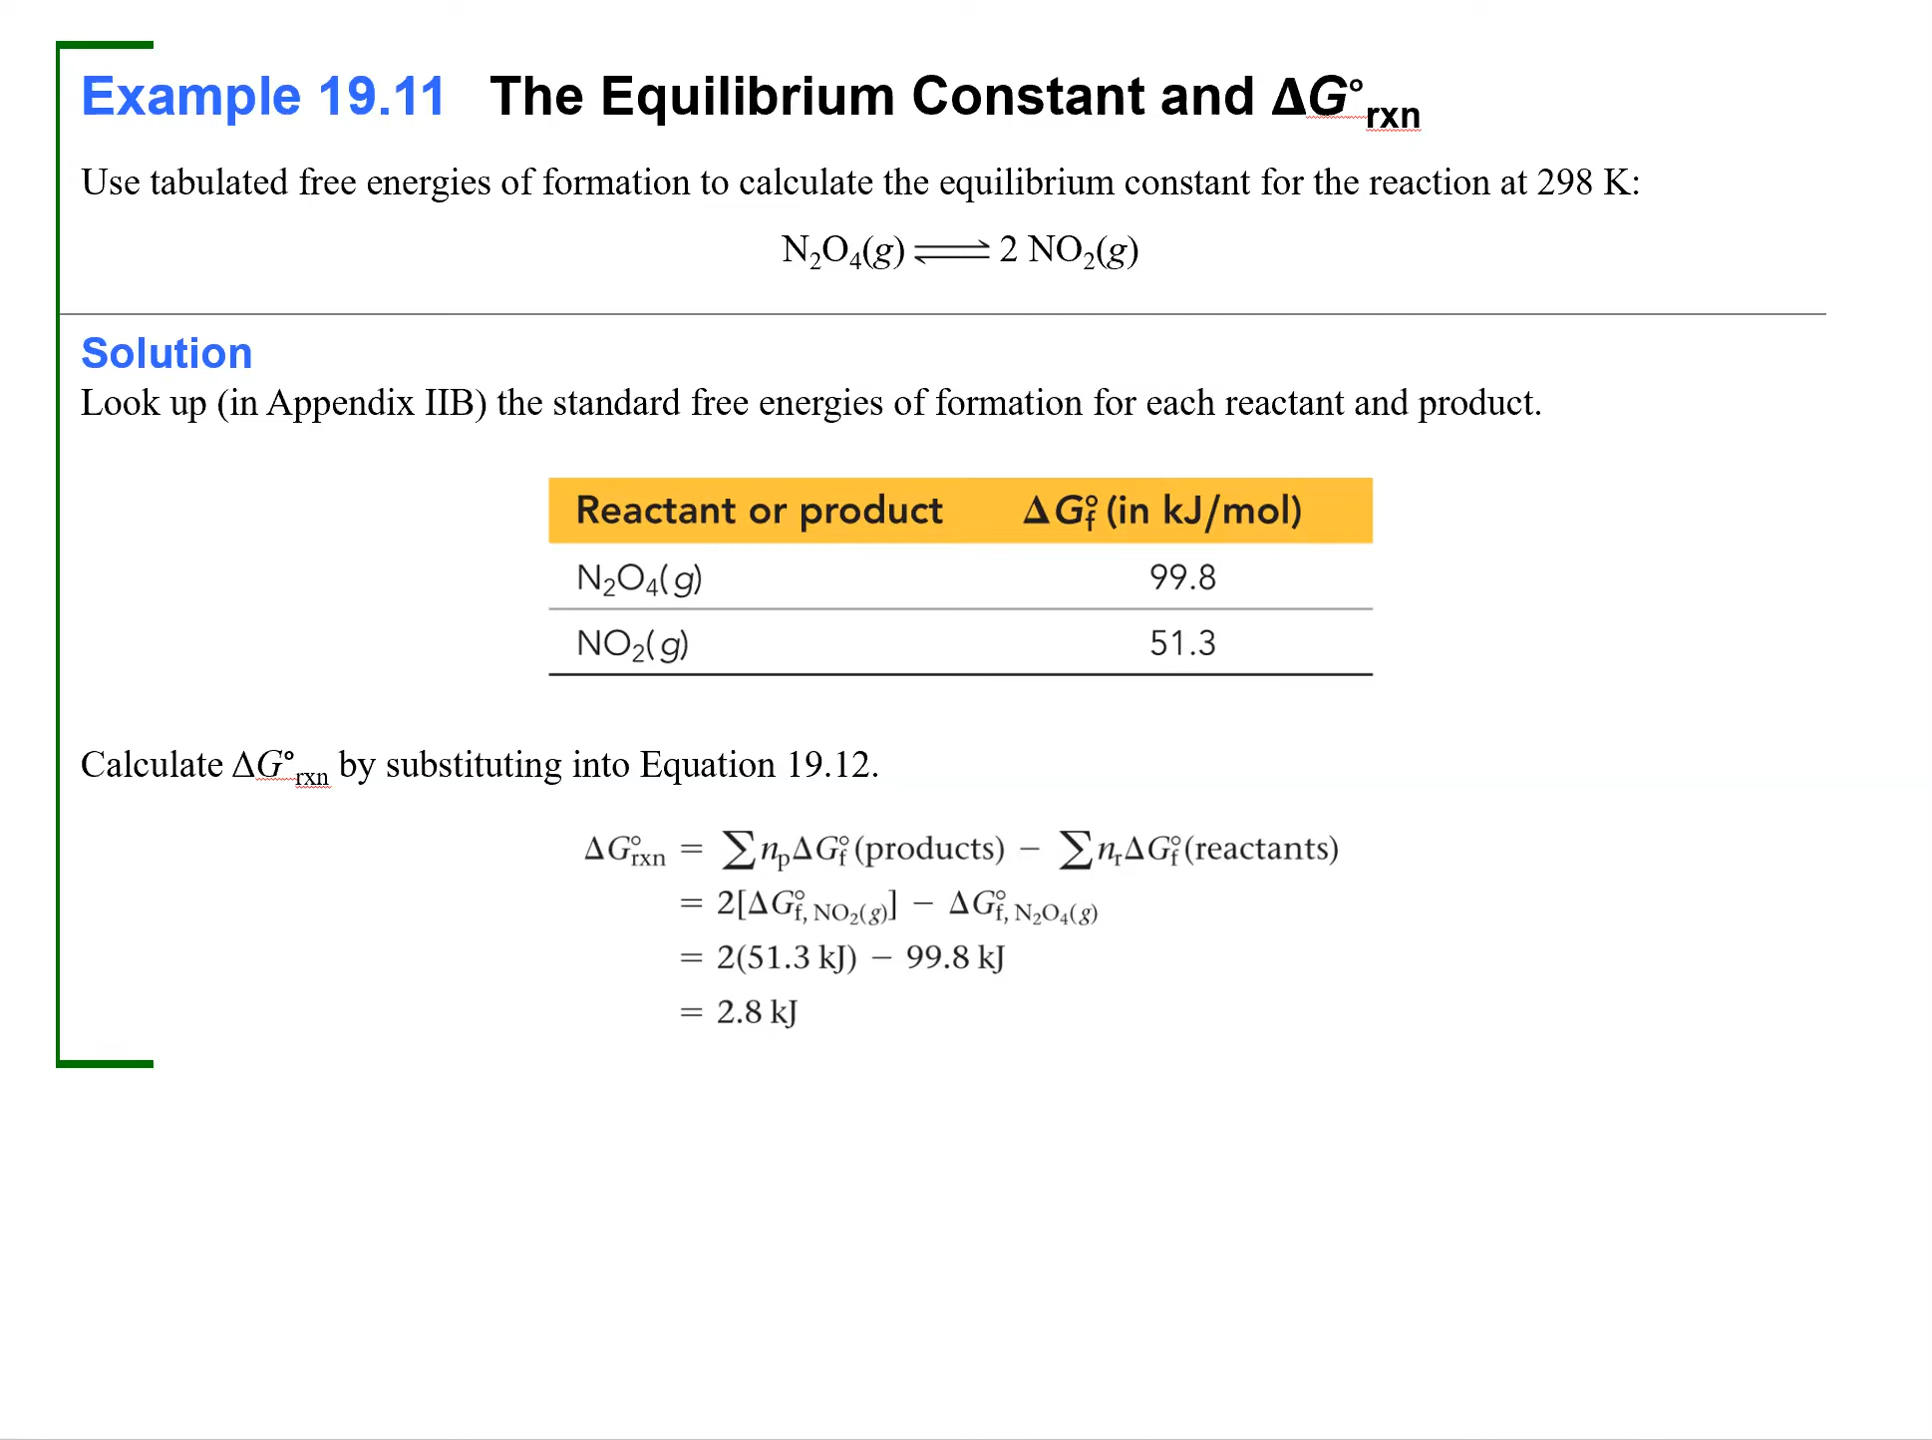 Example 19.11 The Equilibrium Constant and ΔG°rxn
Use tabulated free energies of formation to calculate the equilibrium constant for the reaction at 298 K:
N₂O₄(g) ⇌ 2 NO₂(g)
Solution
Look up (in Appendix IIB) the standard free energies of formation for each reactant and product.
Reactant or product ΔG°f (in kJ/mol)
N₂O₄(g) 99.8
NO₂(g) 51.3
Calculate ΔG°rxn by substituting into Equation 19.12.
ΔG°rxn = ∑npΔG°f(products) − ∑nrΔG°f(reactants)
= 2[ΔG°f, NO₂(g)] − ΔG°f, N₂O₄(g)
= 2(51.3 kJ) − 99.8 kJ
= 2.8 kJ